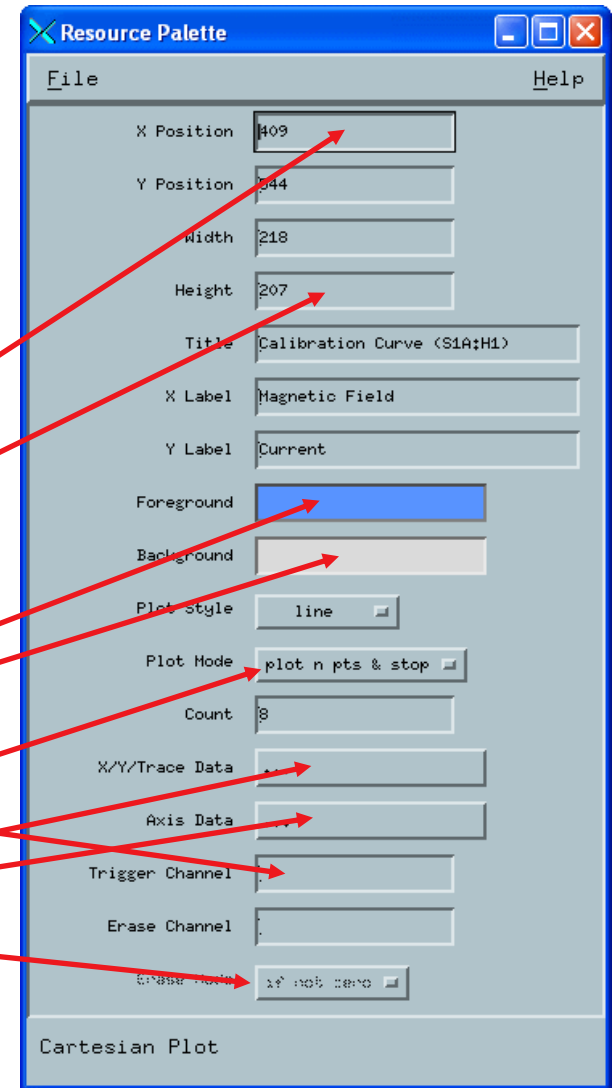 Resource Palette
File Help
X Position 409
Y Position 544
Width 218
Height 207
Title Calibration Curve (S1A:H1)
X Label Magnetic Field
Y Label Current
Foreground
Background
Plot Style line
Plot Mode plot n pts & stop
Count 8
X/Y/Trace Data ...
Axis Data ...
Trigger Channel
Erase Channel
Erase Mode if not zero
Cartesian Plot